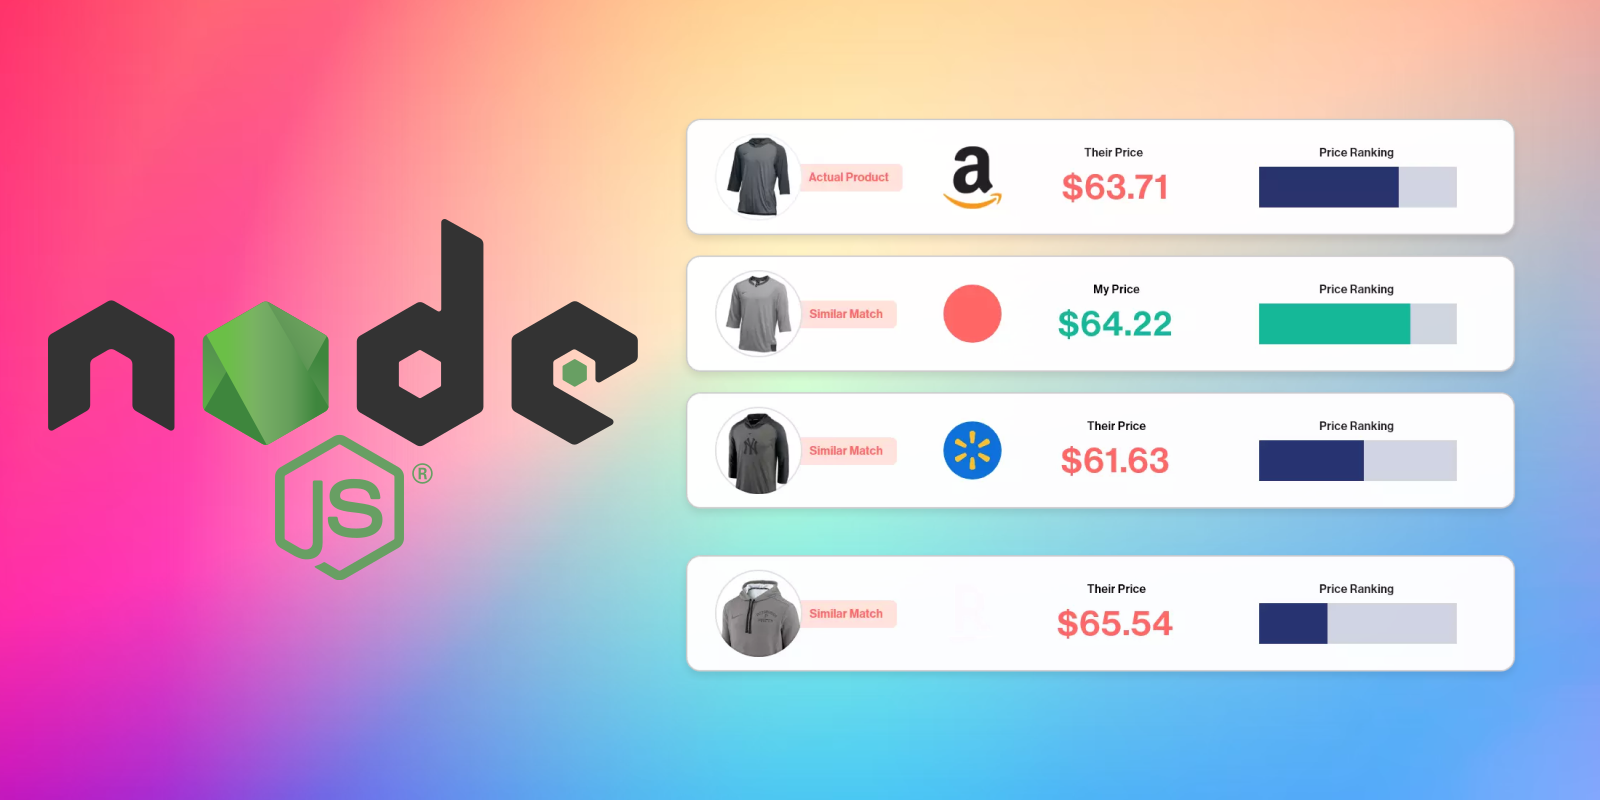 node
JS®
Actual Product
a
Their Price
$63.71
Price Ranking
Similar Match
My Price
$64.22
Price Ranking
Similar Match
NY
Their Price
$61.63
Price Ranking
Similar Match
Their Price
$65.54
Price Ranking